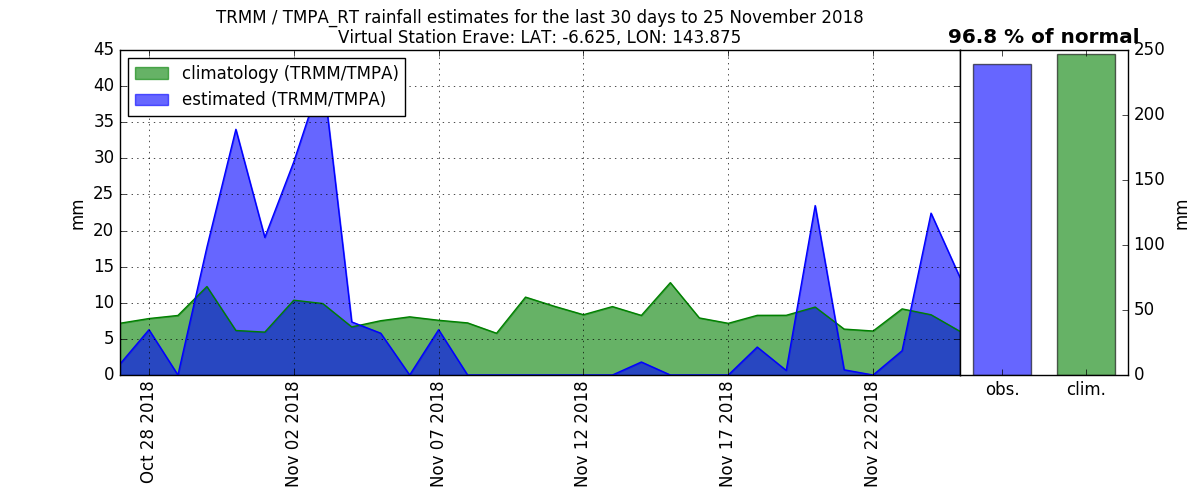 TRMM / TMPA_RT rainfall estimates for the last 30 days to 25 November 2018
Virtual Station Erave: LAT: -6.625, LON: 143.875
96.8 % of normal
climatology (TRMM/TMPA)
estimated (TRMM/TMPA)
mm
45
40
35
30
25
20
15
10
5
0
Oct 28 2018
Nov 02 2018
Nov 07 2018
Nov 12 2018
Nov 17 2018
Nov 22 2018
obs.
clim.
250
200
150
100
50
0
mm